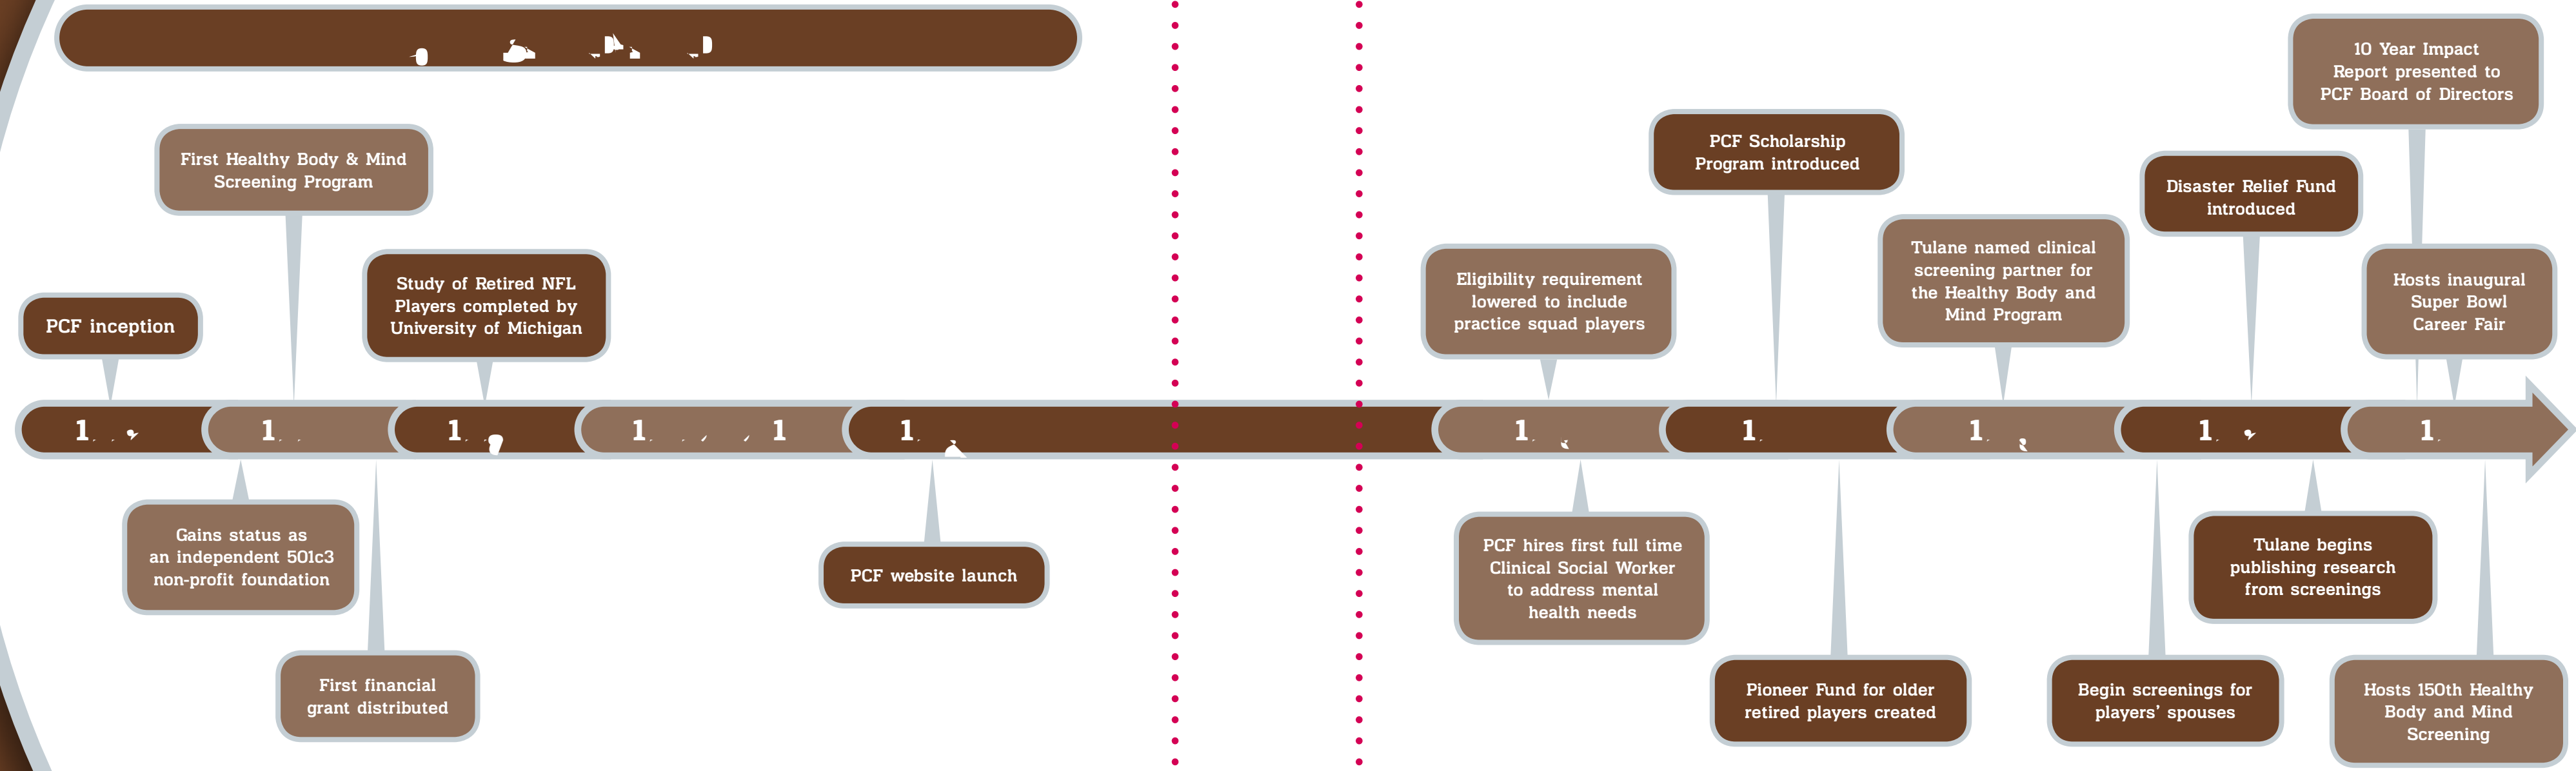 10 Year Impact
Report presented to
PCF Board of Directors
First Healthy Body & Mind
Screening Program
PCF Scholarship
Program introduced
Disaster Relief Fund
introduced
PCF inception
Study of Retired NFL
Players completed by
University of Michigan
Eligibility requirement
lowered to include
practice squad players
Tulane named clinical
screening partner for
the Healthy Body and
Mind Program
Hosts inaugural
Super Bowl
Career Fair
Gains status as
an independent 501c3
non-profit foundation
First financial
grant distributed
PCF website launch
PCF hires first full time
Clinical Social Worker
to address mental
health needs
Pioneer Fund for older
retired players created
Begin screenings for
players’ spouses
Tulane begins
publishing research
from screenings
Hosts 150th Healthy
Body and Mind
Screening